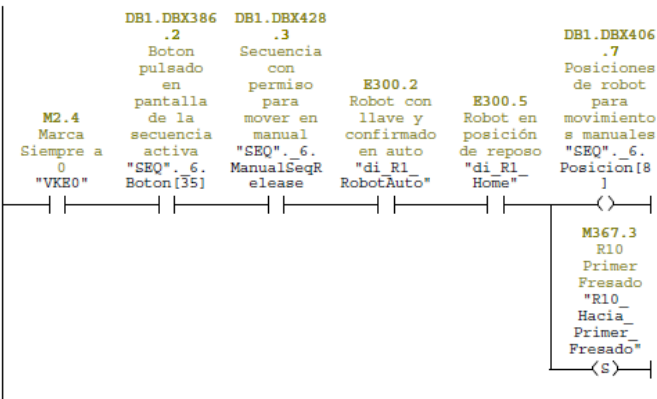 DB1.DBX386
.2
Boton
pulsado
en
pantalla
de la
secuencia
activa
"SEQ"._6.
Boton[35]
DB1.DBX428
.3
Secuencia
con
permiso
para
mover en
manual
"SEQ"._6.
ManualSeqR
elease
DB1.DBX406
.7
Posiciones
de robot
para
movimiento
s manuales
"SEQ"._6.
Posicion[8
]
M2.4
Marca
Siempre a
0
"VKE0"
E300.2
Robot con
llave y
confirmado
en auto
"di_R1_
RobotAuto"
E300.5
Robot en
posición
de reposo
"di_R1_
Home"
M367.3
R10
Primer
Fresado
"R10_
Hacia_
Primer_
Fresado"
S